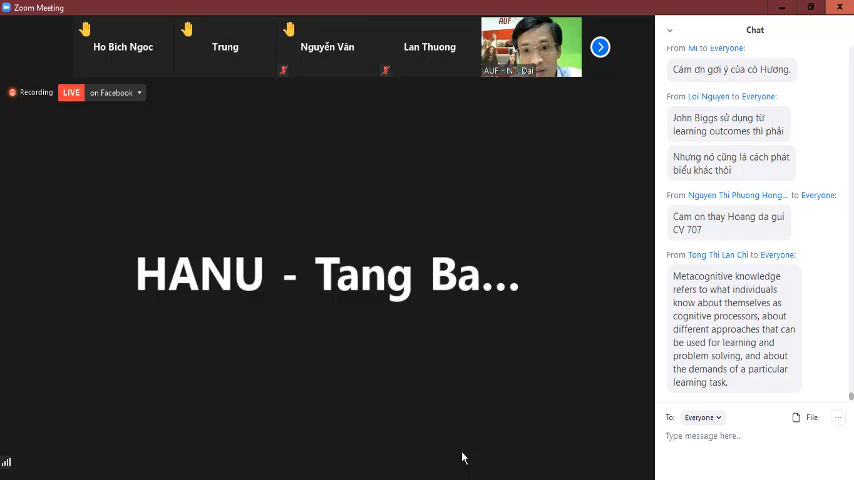 Zoom Meeting
Ho Bich Ngoc
Trung
Nguyễn Vân
Lan Thuong
AUF - NT. Dai
Recording
LIVE
on Facebook
HANU - Tang Ba...
Chat
From Mi to Everyone:
Cám ơn gợi ý của cô Hương.
From Loi Nguyen to Everyone:
John Biggs sử dụng từ
learning outcomes thì phải
Nhưng nó cũng là cách phát
biểu khác thôi
From Nguyen Thi Phuong Hong... to Everyone:
Cam on thay Hoang da gui
CV 707
From Tong Thi Lan Chi to Everyone:
Metacognitive knowledge
refers to what individuals
know about themselves as
cognitive processors, about
different approaches that can
be used for learning and
problem solving, and about
the demands of a particular
learning task.
To: Everyone
File
Type message here...